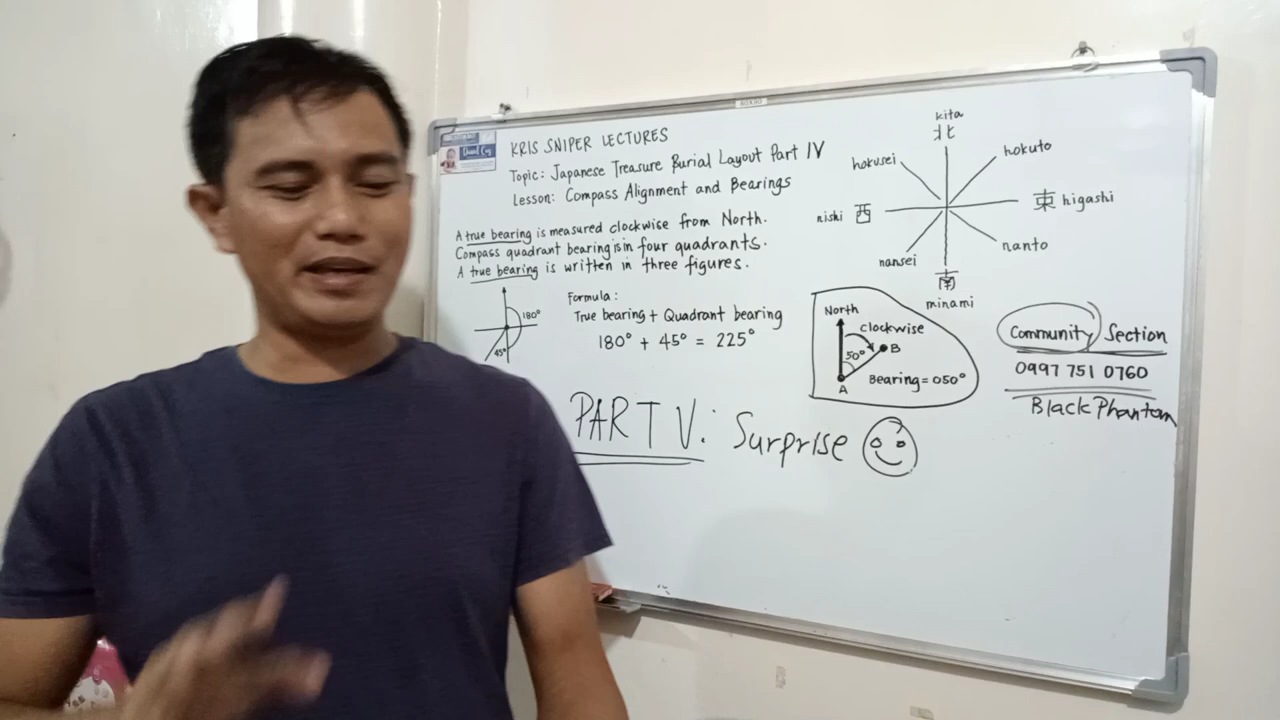 KRIS SNIPER LECTURES
Topic: Japanese Treasure Burial Layout Part IV
Lesson: Compass Alignment and Bearings
A true bearing is measured clockwise from North.
Compass quadrant bearing is in four quadrants.
A true bearing is written in three figures.
180°
45°
Formula:
True bearing + Quadrant bearing
180° + 45° = 225°
kita
北
hokusei
hokuto
nishi 西
東 higashi
nansei
nanto
南
minami
North
clockwise
50°
B
A
Bearing = 050°
Community Section
0997 751 0760
Black Phantom
PART V: Surprise